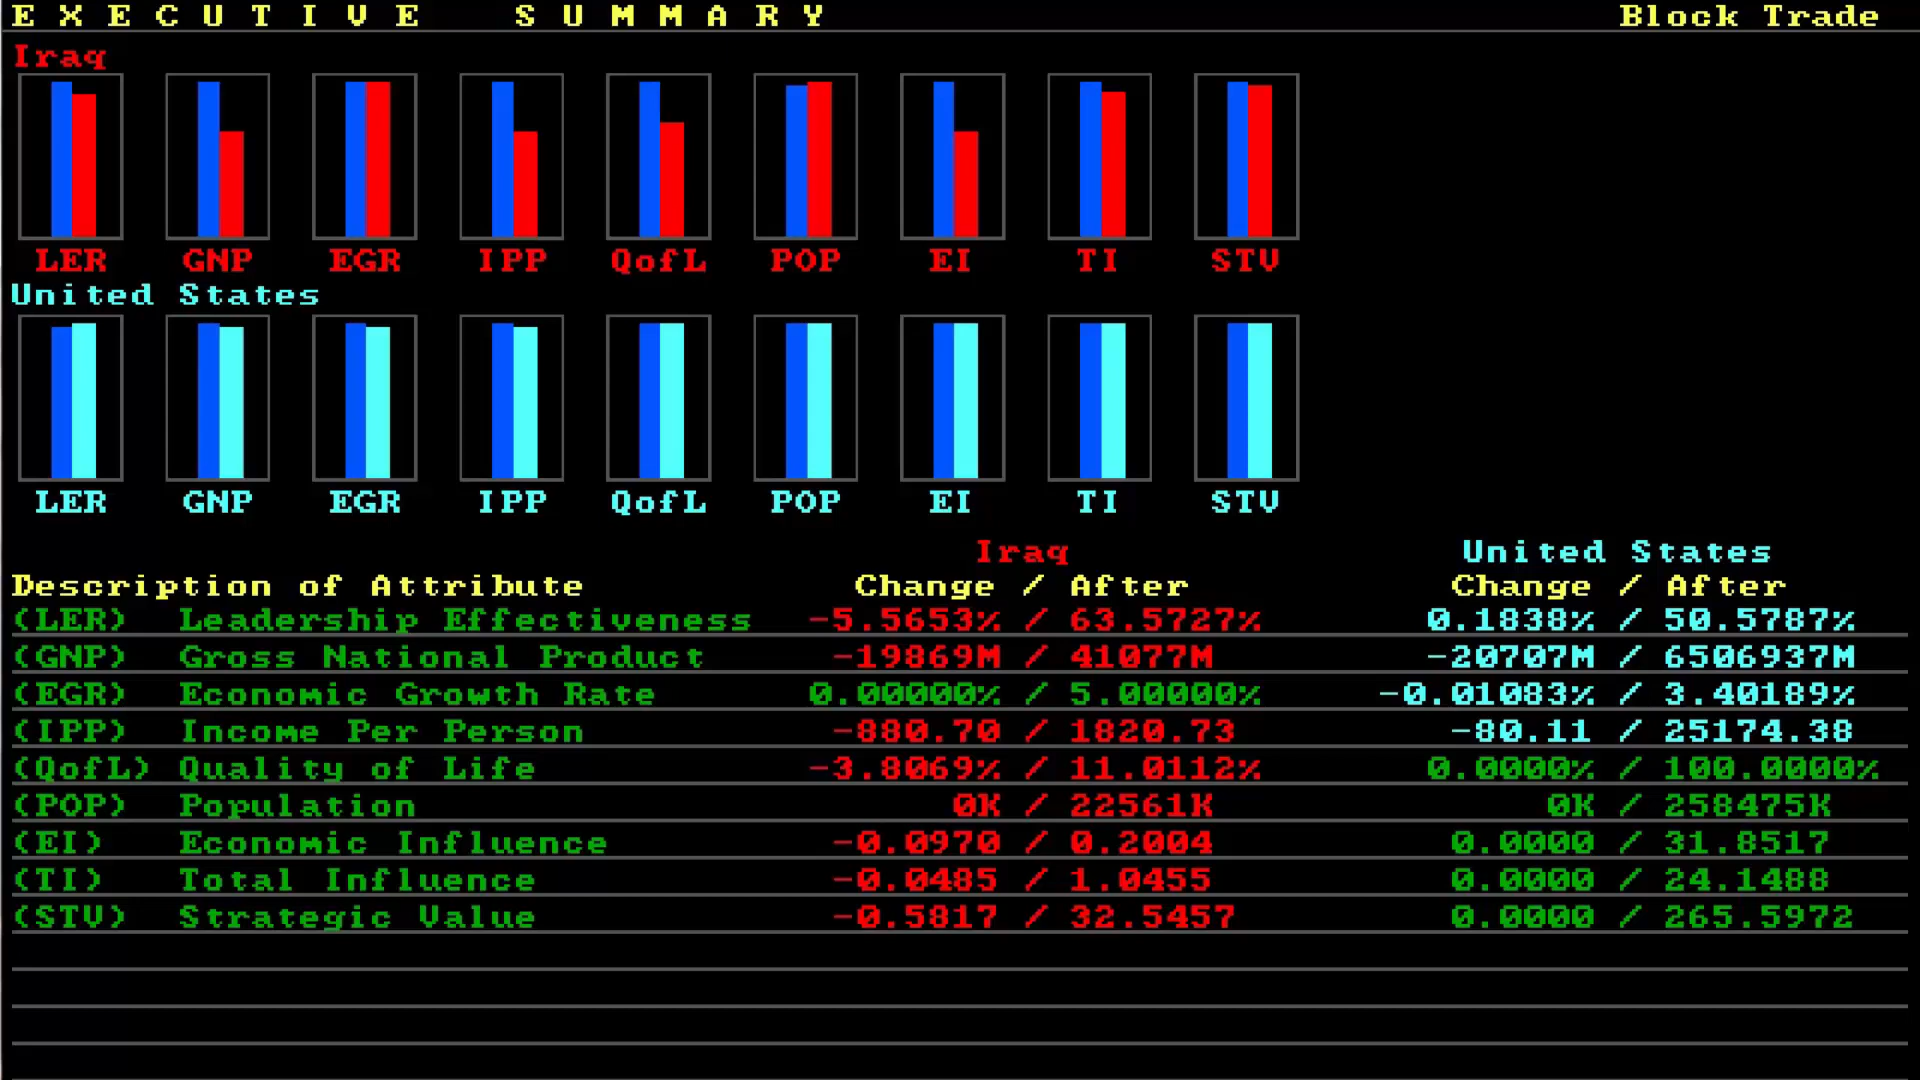 EXECUTIVE SUMMARY Block Trade
Iraq
LER GNP EGR IPP QofL POP EI TI STV
United States
LER GNP EGR IPP QofL POP EI TI STV
Iraq United States
Description of Attribute Change / After Change / After
(LER) Leadership Effectiveness -5.5653% / 63.5727% 0.1838% / 50.5787%
(GNP) Gross National Product -19869M / 41077M -20707M / 6506937M
(EGR) Economic Growth Rate 0.00000% / 5.00000% -0.01083% / 3.40189%
(IPP) Income Per Person -880.70 / 1820.73 -80.11 / 25174.38
(QofL) Quality of Life -3.8069% / 11.0112% 0.0000% / 100.0000%
(POP) Population 0K / 22561K 0K / 258475K
(EI) Economic Influence -0.0970 / 0.2004 0.0000 / 31.8517
(TI) Total Influence -0.0485 / 1.0455 0.0000 / 24.1488
(STV) Strategic Value -0.5817 / 32.5457 0.0000 / 265.5972